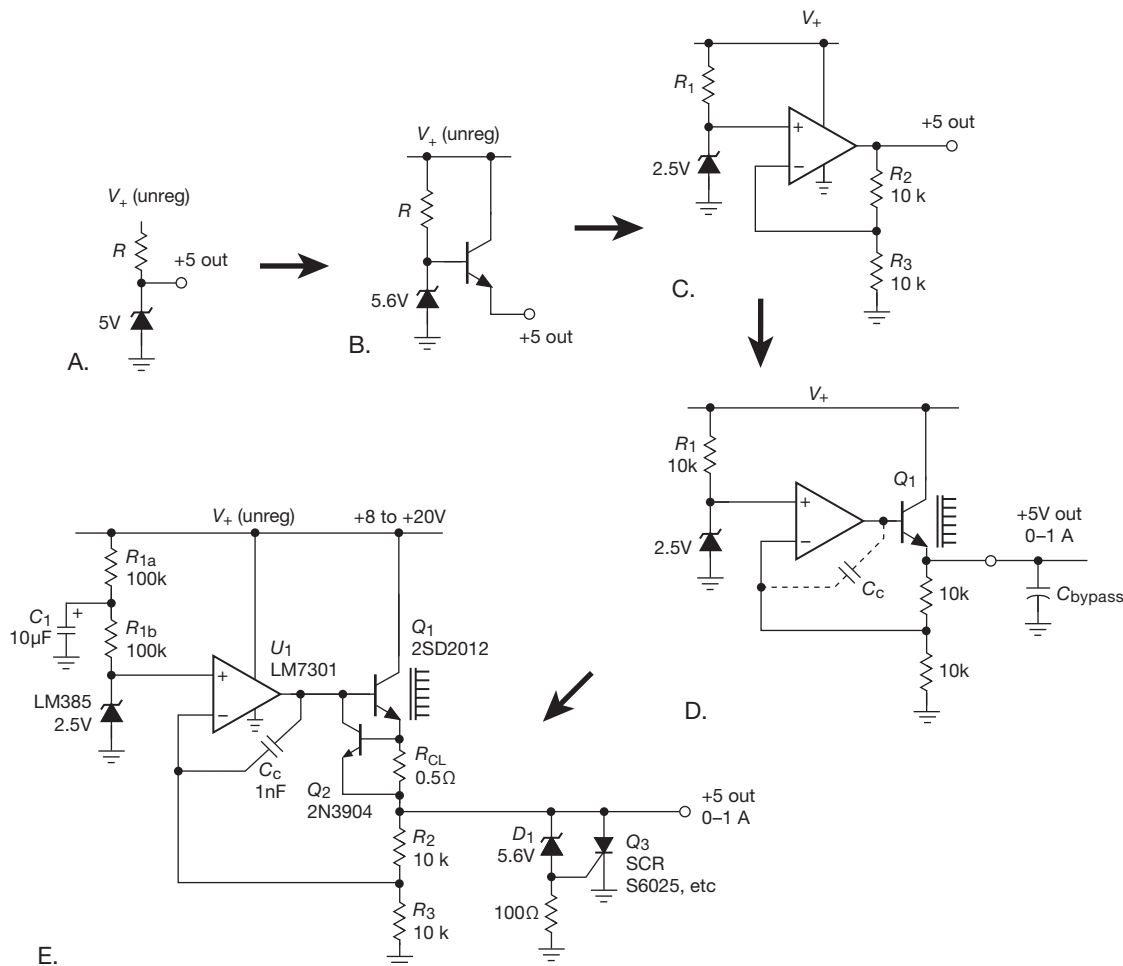 V+ (unreg)
R
+5 out
5V
A.
V+ (unreg)
R
5.6V
+5 out
B.
V+
R1
+
−
2.5V
+5 out
R2
10 k
R3
10 k
C.
V+
R1
10k
+
−
2.5V
Q1
Cc
+5V out
0–1 A
10k
Cbypass
10k
D.
V+ (unreg)
+8 to +20V
R1a
100k
C1
+
10μF
R1b
100k
U1
LM7301
Q1
2SD2012
+
−
LM385
2.5V
Cc
1nF
Q2
2N3904
RCL
0.5Ω
+5 out
0–1 A
R2
10 k
D1
5.6V
Q3
SCR
S6025, etc
100Ω
R3
10 k
E.